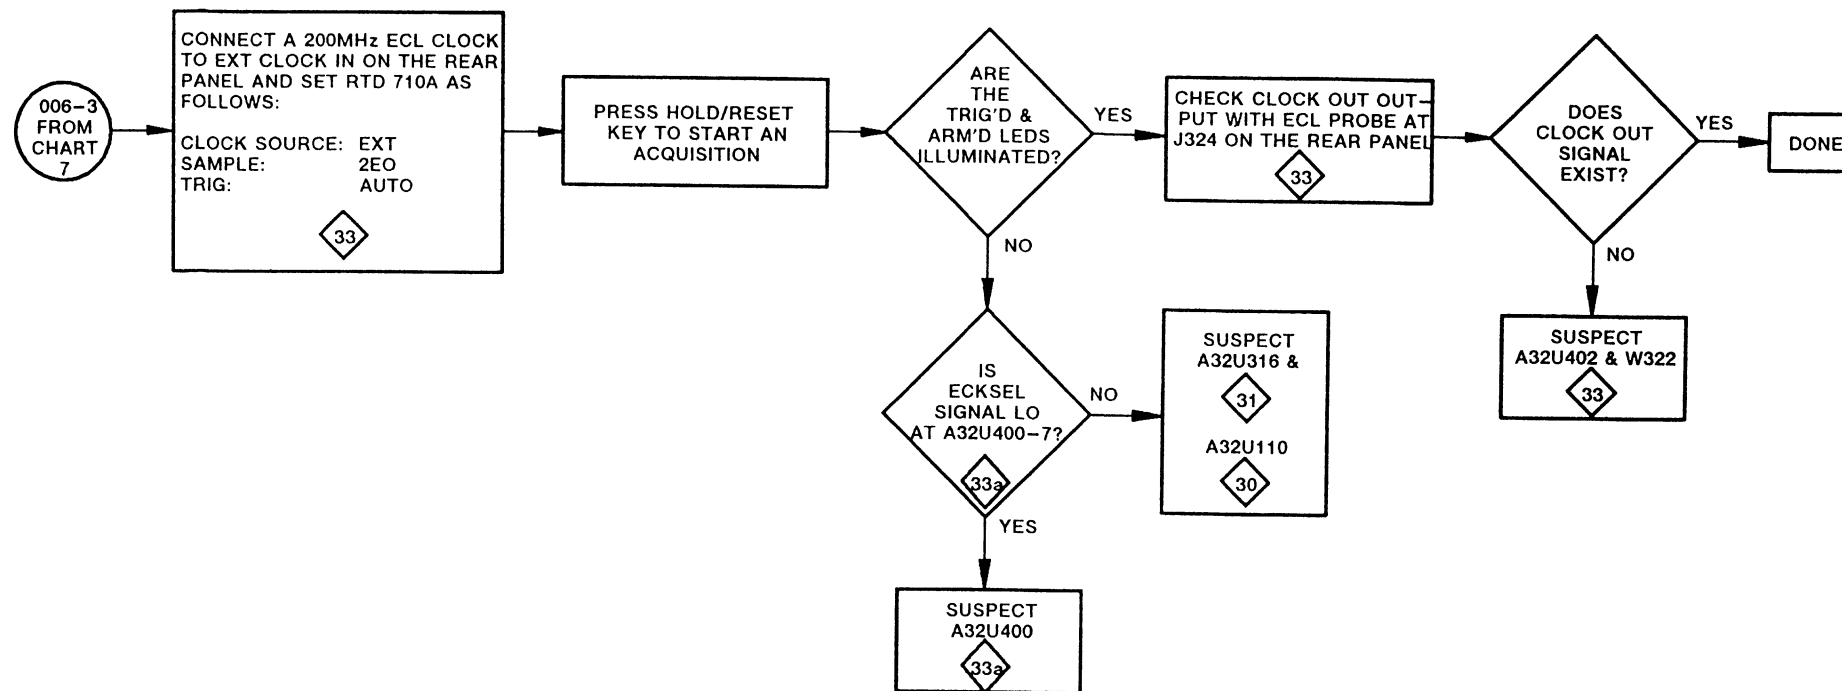 006-3
FROM
CHART
7
CONNECT A 200MHz ECL CLOCK
TO EXT CLOCK IN ON THE REAR
PANEL AND SET RTD 710A AS
FOLLOWS:
CLOCK SOURCE: EXT
SAMPLE: 2EO
TRIG: AUTO
33
PRESS HOLD/RESET
KEY TO START AN
ACQUISITION
ARE
THE
TRIG'D &
ARM'D LEDS
ILLUMINATED?
YES
NO
CHECK CLOCK OUT OUT-
PUT WITH ECL PROBE AT
J324 ON THE REAR PANEL
33
DOES
CLOCK OUT
SIGNAL
EXIST?
YES
NO
DONE
SUSPECT
A32U402 & W322
33
IS
ECKSEL
SIGNAL LO
AT A32U400-7?
33a
NO
YES
SUSPECT
A32U316 &
31
A32U110
30
SUSPECT
A32U400
33a